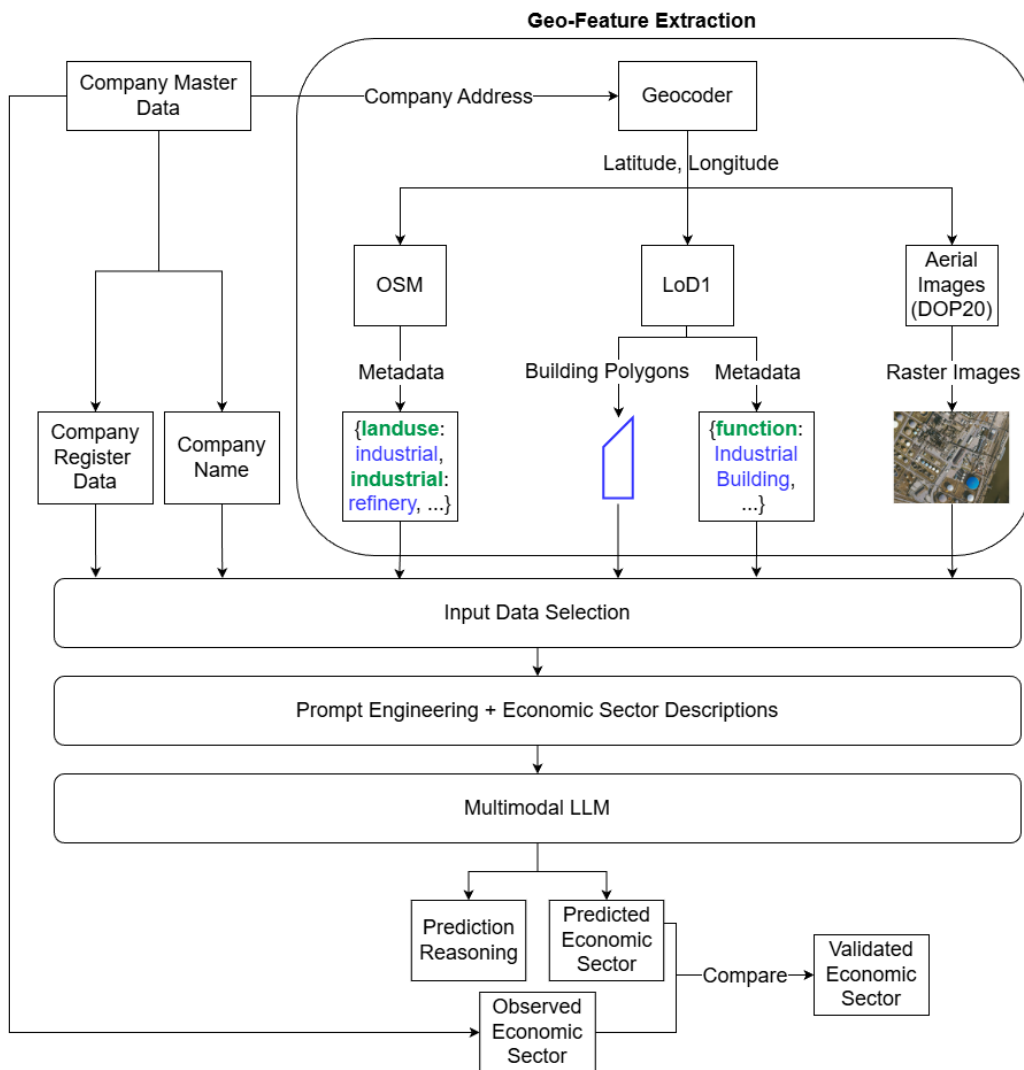 Geo-Feature Extraction
Company Master
Data
Company Address
Geocoder
Latitude, Longitude
OSM
LoD1
Aerial
Images
(DOP20)
Metadata
Building Polygons
Metadata
Raster Images
Company
Register
Data
Company
Name
{landuse:
industrial,
industrial:
refinery, ...}
{function:
Industrial
Building,
...}
Input Data Selection
Prompt Engineering + Economic Sector Descriptions
Multimodal LLM
Prediction
Reasoning
Predicted
Economic
Sector
Observed
Economic
Sector
Compare
Validated
Economic
Sector